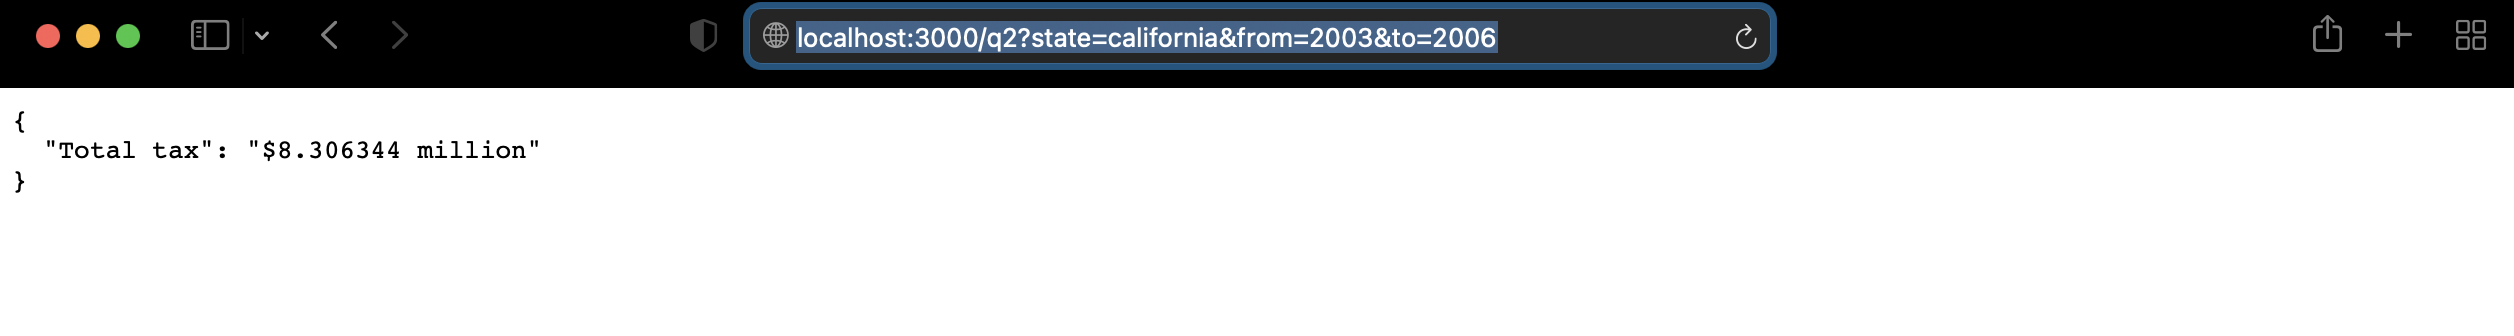 localhost:3000/q2?state=california&from=2003&to=2006
{
"Total tax": "$8.306344 million"
}